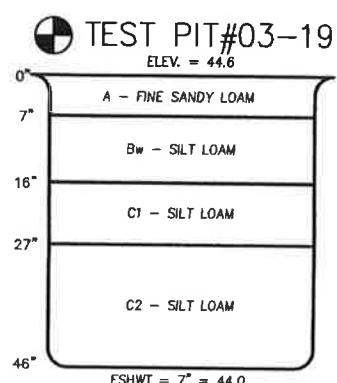 TEST PIT#03-19
ELEV. = 44.6
0"
A - FINE SANDY LOAM
7"
Bw - SILT LOAM
16"
C1 - SILT LOAM
27"
C2 - SILT LOAM
46"
ESHWT = 7" = 44.0